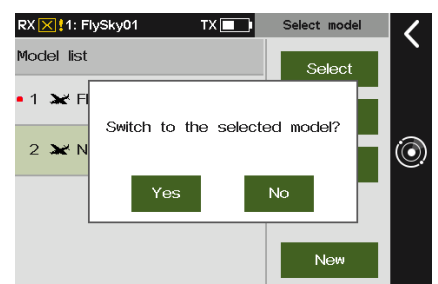 RX !1: FlySky01 TX Select model
Model list
Select
1 Fl
Switch to the selected model?
2 N
Yes No
New